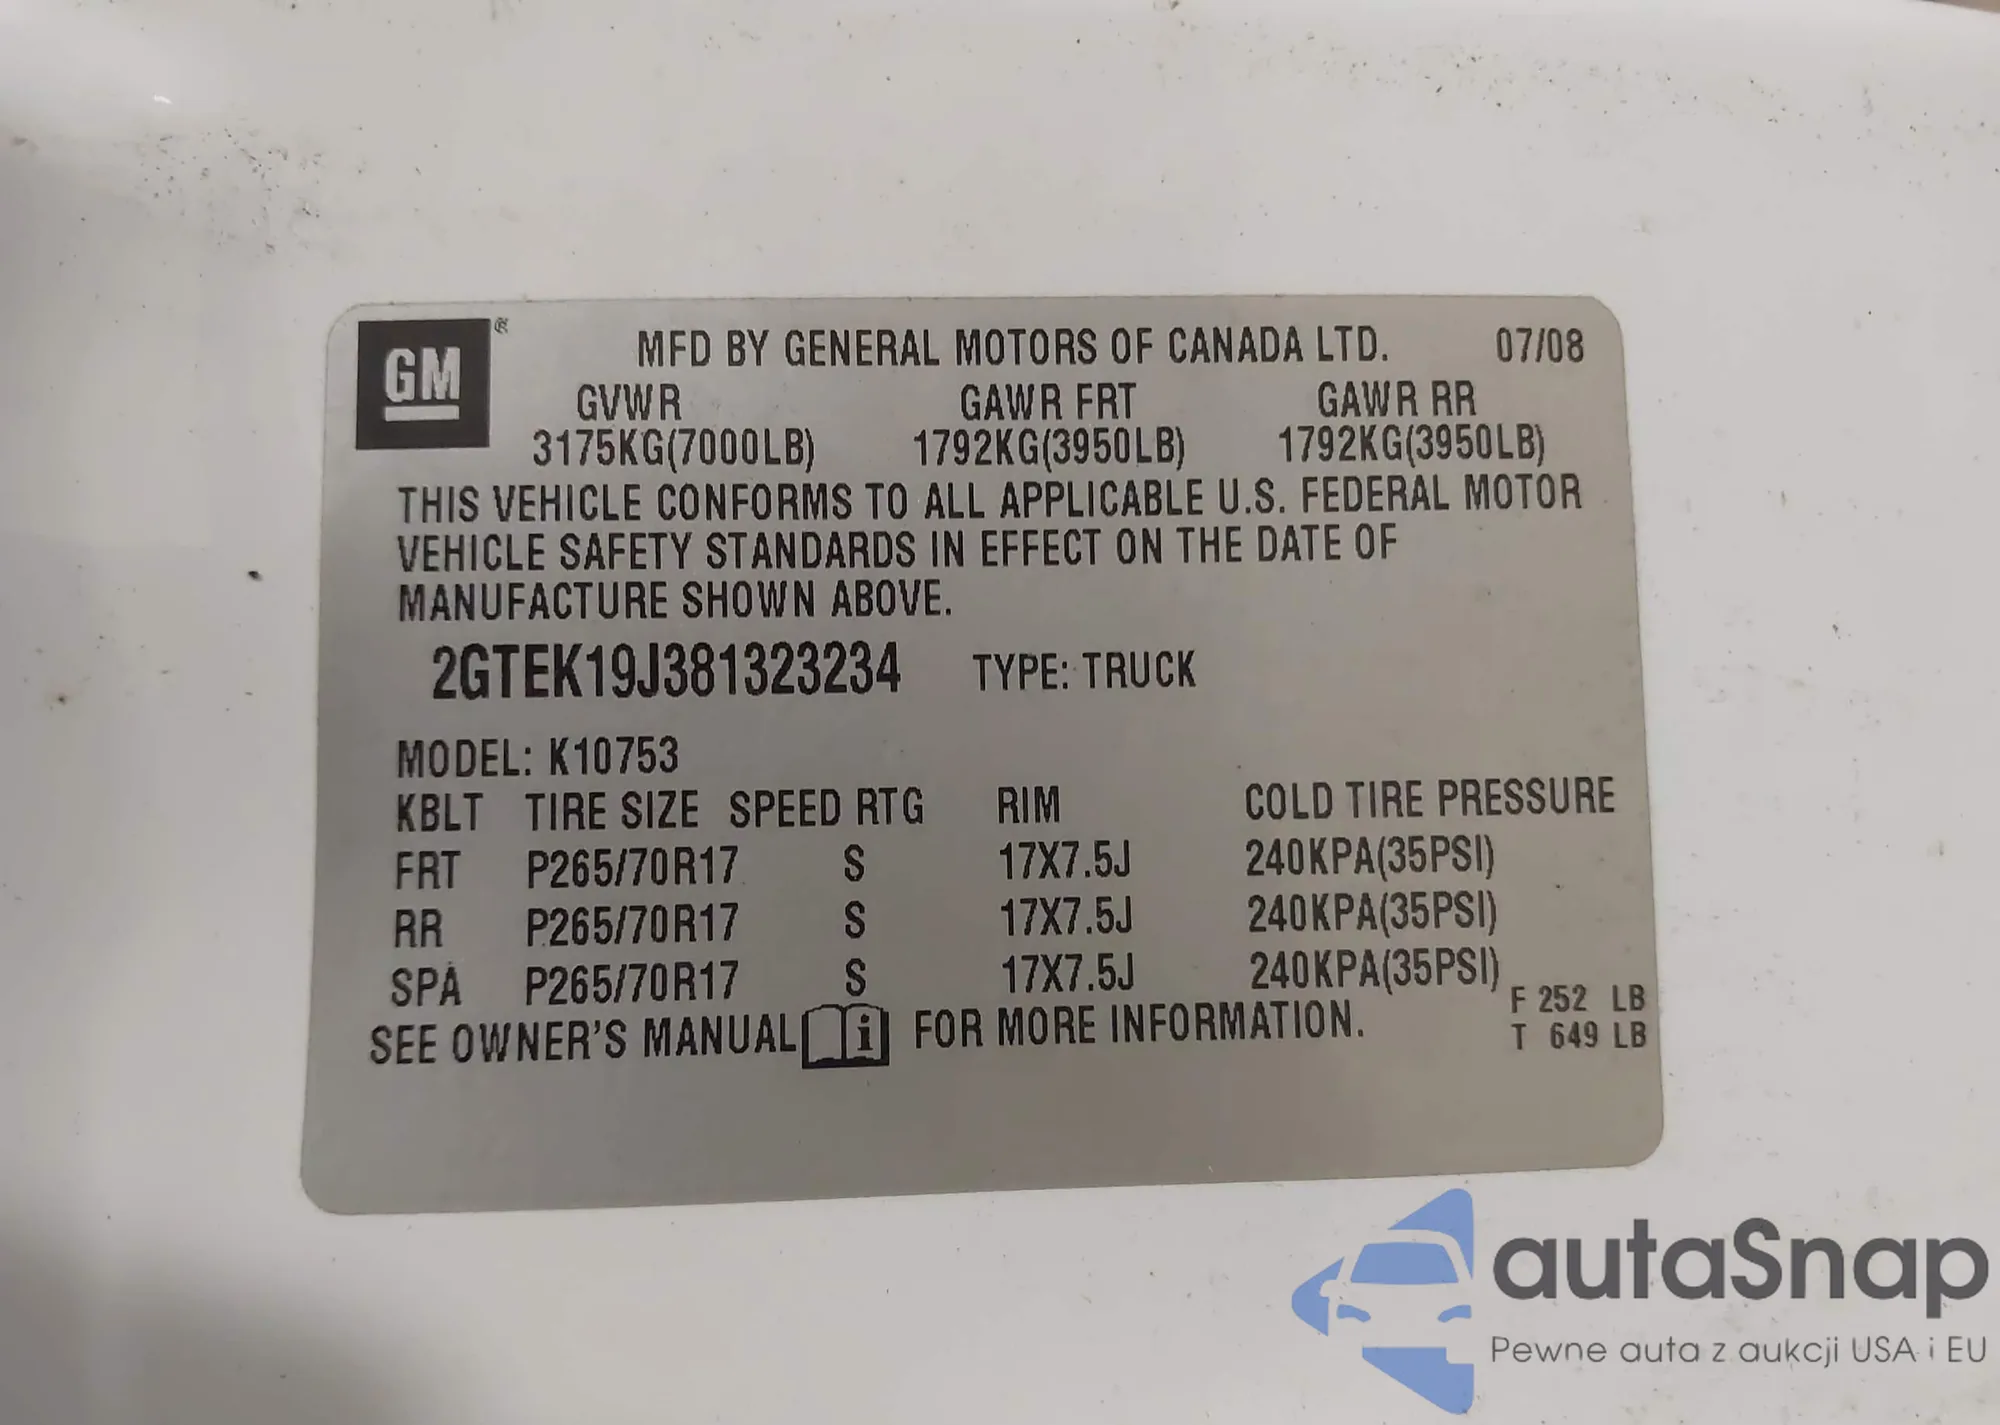 GM ®
MFD BY GENERAL MOTORS OF CANADA LTD. 07/08
GVWR GAWR FRT GAWR RR
3175KG(7000LB) 1792KG(3950LB) 1792KG(3950LB)
THIS VEHICLE CONFORMS TO ALL APPLICABLE U.S. FEDERAL MOTOR
VEHICLE SAFETY STANDARDS IN EFFECT ON THE DATE OF
MANUFACTURE SHOWN ABOVE.
2GTEK19J381323234 TYPE: TRUCK
MODEL: K10753
KBLT TIRE SIZE SPEED RTG RIM COLD TIRE PRESSURE
FRT P265/70R17 S 17X7.5J 240KPA(35PSI)
RR P265/70R17 S 17X7.5J 240KPA(35PSI)
SPA P265/70R17 S 17X7.5J 240KPA(35PSI)
F 252 LB
T 649 LB
SEE OWNER'S MANUAL i FOR MORE INFORMATION.
autaSnap
Pewne auta z aukcji USA i EU